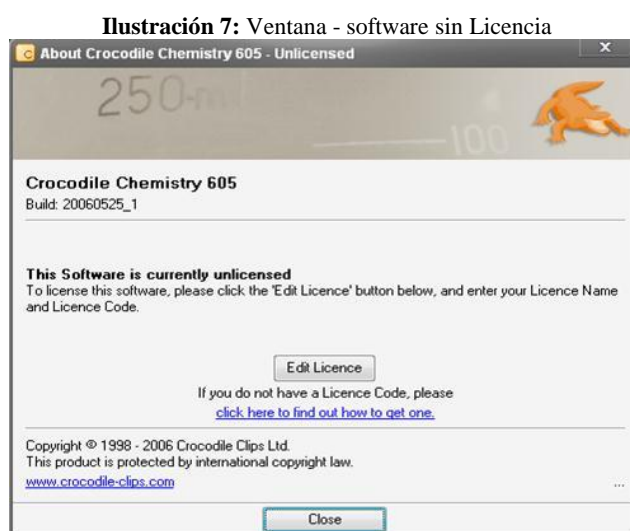 Ilustración 7: Ventana - software sin Licencia
About Crocodile Chemistry 605 - Unlicensed
250-ml
100
Crocodile Chemistry 605
Build: 20060525_1
This Software is currently unlicensed
To license this software, please click the 'Edit Licence' button below, and enter your Licence Name
and Licence Code.
Edit Licence
If you do not have a Licence Code, please
click here to find out how to get one.
Copyright © 1998 - 2006 Crocodile Clips Ltd.
This product is protected by international copyright law.
www.crocodile-clips.com
...
Close